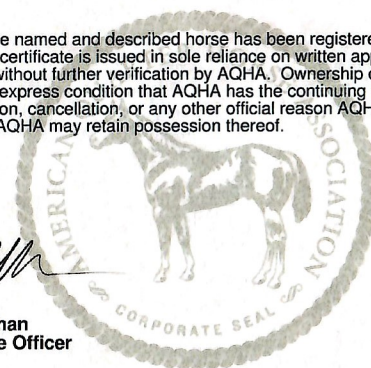 e named and described horse has been registere
certificate is issued in sole reliance on written app
without further verification by AQHA. Ownership o
express condition that AQHA has the continuing
on, cancellation, or any other official reason AQH
AQHA may retain possession thereof.
AMERICAN
ASSOCIATION
CORPORATE SEAL
man
e Officer